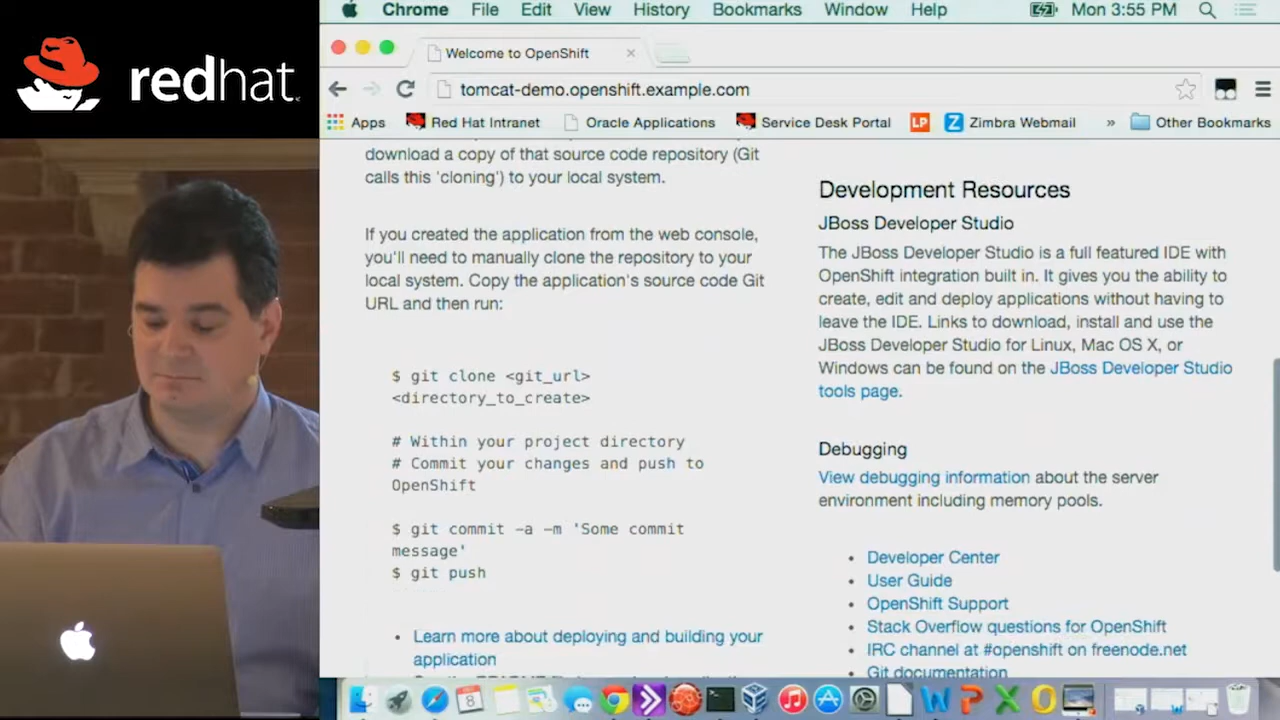 redhat
Chrome File Edit View History Bookmarks Window Help Mon 3:55 PM
Welcome to OpenShift
tomcat-demo.openshift.example.com
Apps Red Hat Intranet Oracle Applications Service Desk Portal LP Z Zimbra Webmail » Other Bookmarks
download a copy of that source code repository (Git
calls this 'cloning') to your local system.
If you created the application from the web console,
you'll need to manually clone the repository to your
local system. Copy the application's source code Git
URL and then run:
$ git clone <git_url>
<directory_to_create>
# Within your project directory
# Commit your changes and push to
OpenShift
$ git commit -a -m 'Some commit
message'
$ git push
Learn more about deploying and building your
application
Development Resources
JBoss Developer Studio
The JBoss Developer Studio is a full featured IDE with
OpenShift integration built in. It gives you the ability to
create, edit and deploy applications without having to
leave the IDE. Links to download, install and use the
JBoss Developer Studio for Linux, Mac OS X, or
Windows can be found on the JBoss Developer Studio
tools page.
Debugging
View debugging information about the server
environment including memory pools.
Developer Center
User Guide
OpenShift Support
Stack Overflow questions for OpenShift
IRC channel at #openshift on freenode.net
Git documentation
8